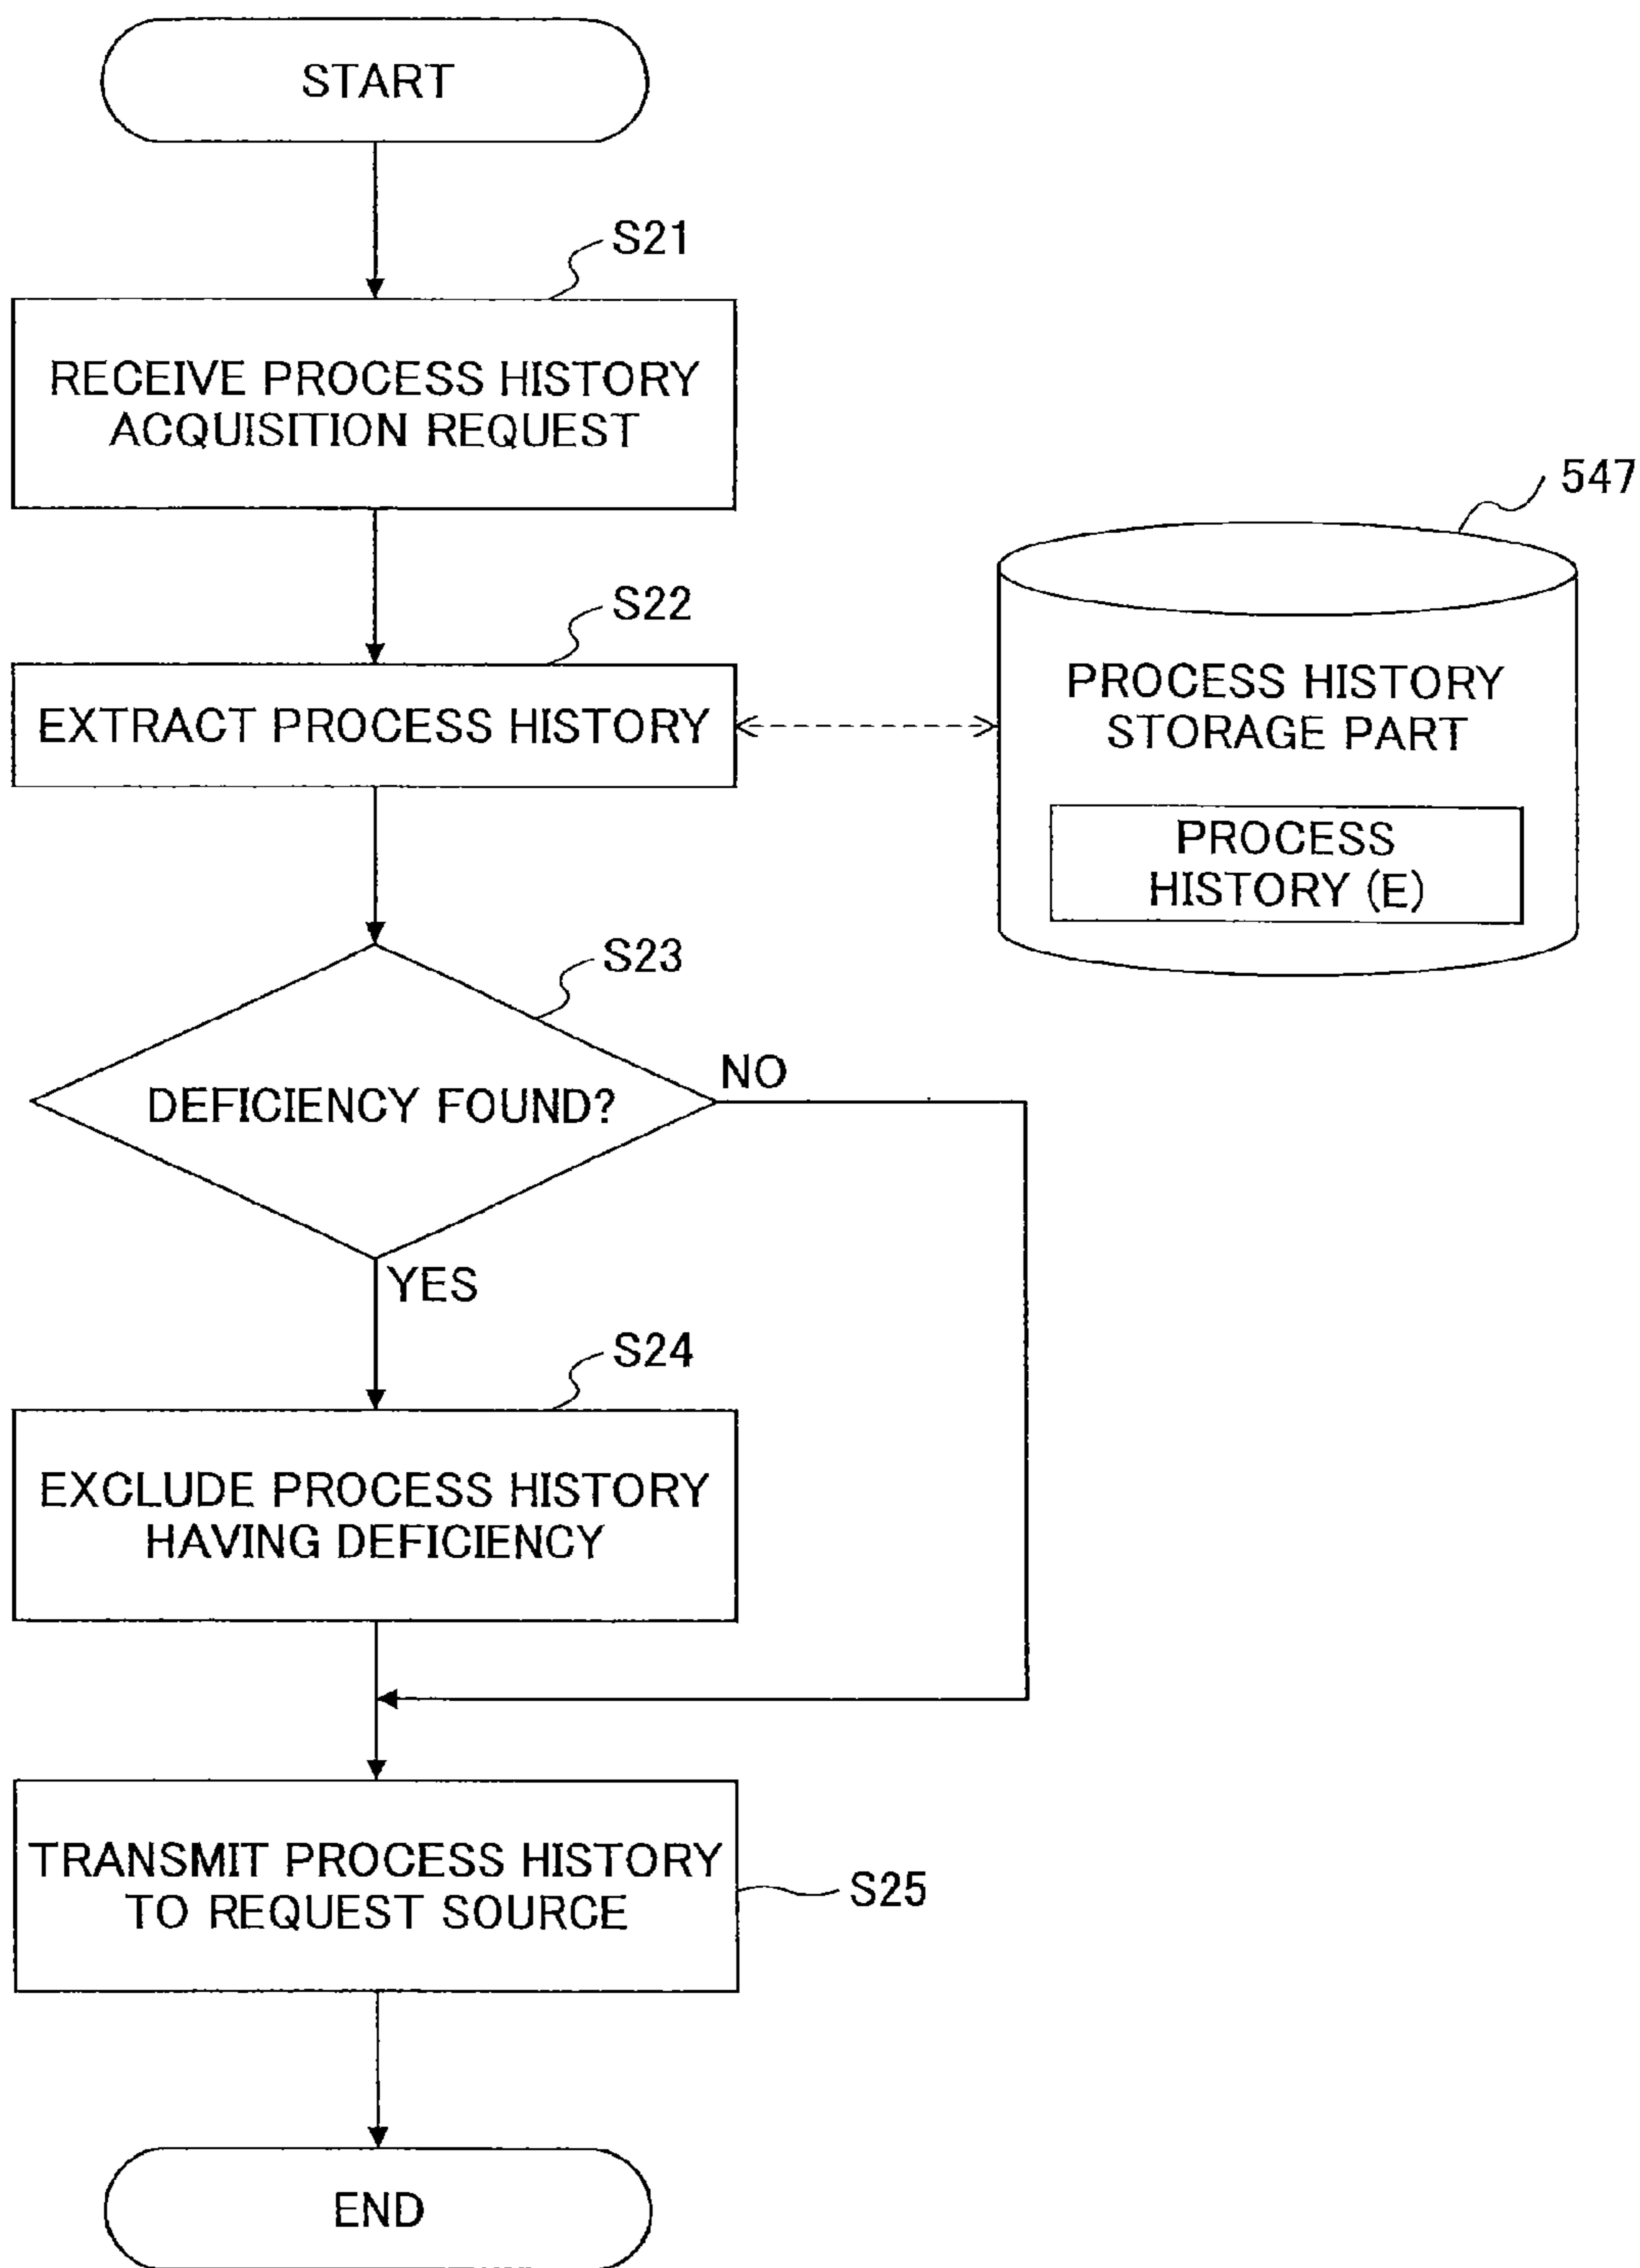 START
S21
RECEIVE PROCESS HISTORY
ACQUISITION REQUEST
547
S22
EXTRACT PROCESS HISTORY
PROCESS HISTORY
STORAGE PART
PROCESS
HISTORY (E)
S23
DEFICIENCY FOUND?
NO
YES
S24
EXCLUDE PROCESS HISTORY
HAVING DEFICIENCY
TRANSMIT PROCESS HISTORY
TO REQUEST SOURCE
S25
END